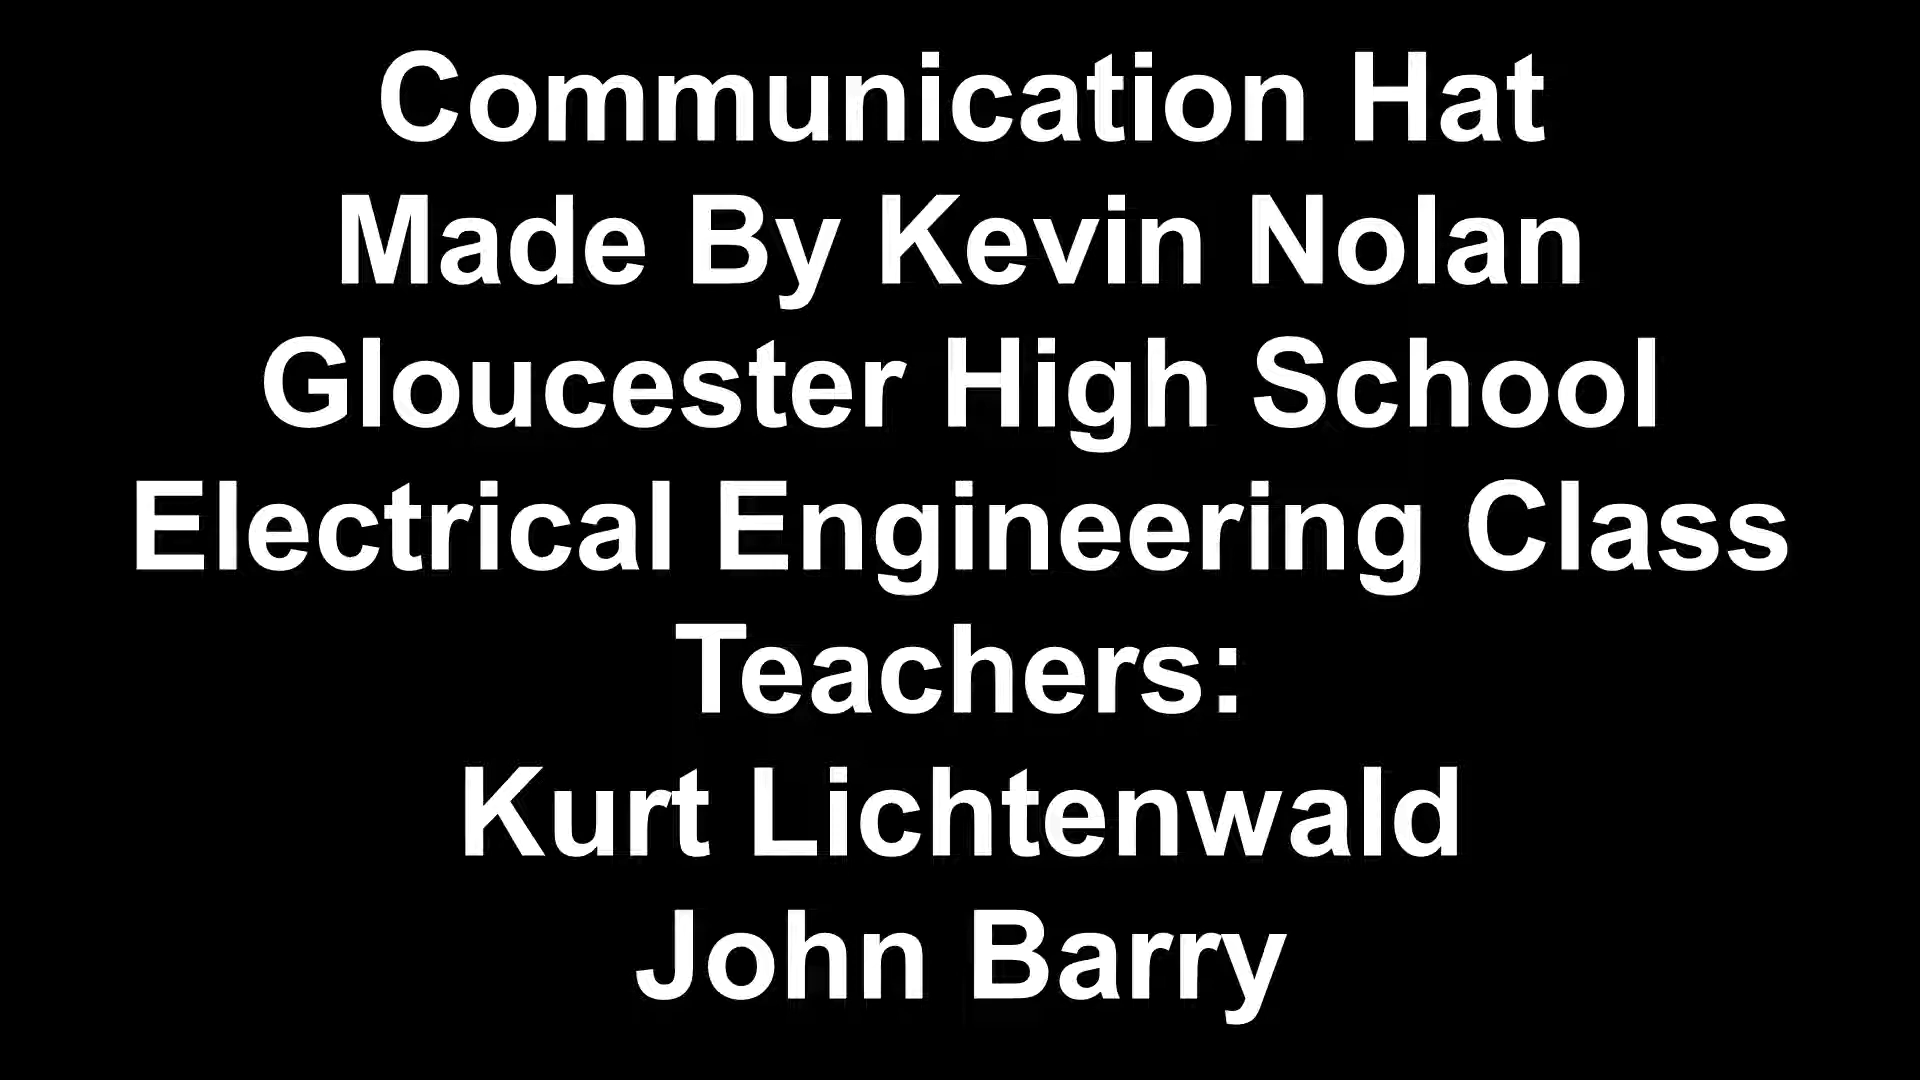 Communication Hat
Made By Kevin Nolan
Gloucester High School
Electrical Engineering Class
Teachers:
Kurt Lichtenwald
John Barry